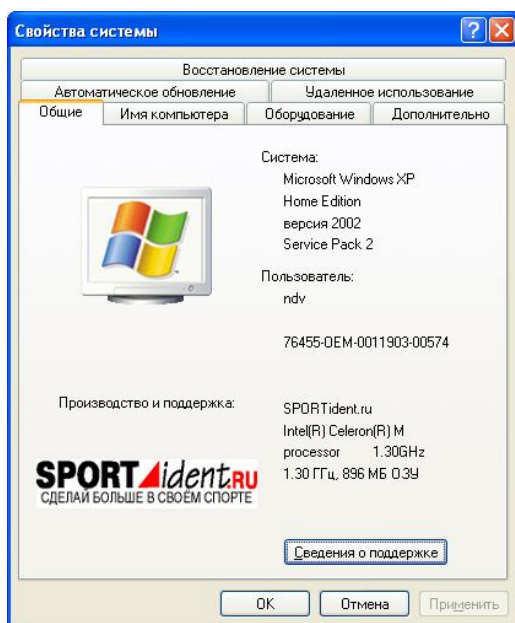 Свойства системы
Восстановление системы
Автоматическое обновление
Удаленное использование
Общие
Имя компьютера
Оборудование
Дополнительно
Система:
Microsoft Windows XP
Home Edition
версия 2002
Service Pack 2
Пользователь:
ndv
76455-OEM-0011903-00574
Производство и поддержка:
SPORTident.ru
Intel(R) Celeron(R) M
processor 1.30GHz
1.30 ГГц, 896 МБ ОЗУ
SPORTident.RU
СДЕЛАЙ БОЛЬШЕ В СВОЁМ СПОРТЕ
Сведения о поддержке
OK
Отмена
Применить